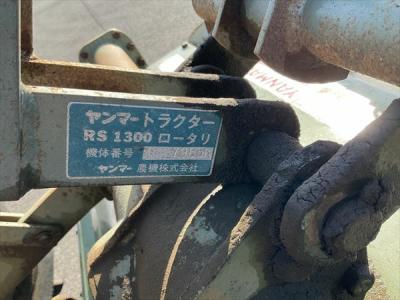 ヤンマートラクター
RS 1300 ロータリ
機体番号
ヤンマー農機株式会社
YANMA